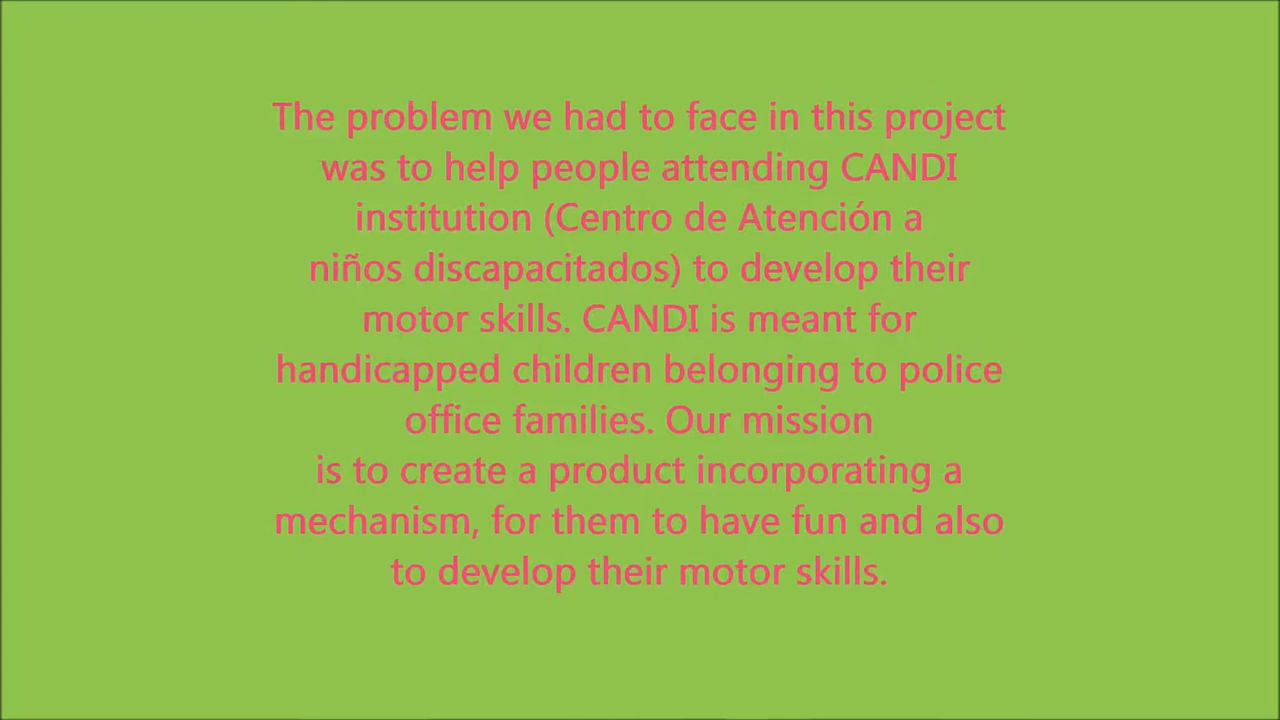 The problem we had to face in this project
was to help people attending CANDI
institution (Centro de Atención a
niños discapacitados) to develop their
motor skills. CANDI is meant for
handicapped children belonging to police
office families. Our mission
is to create a product incorporating a
mechanism, for them to have fun and also
to develop their motor skills.